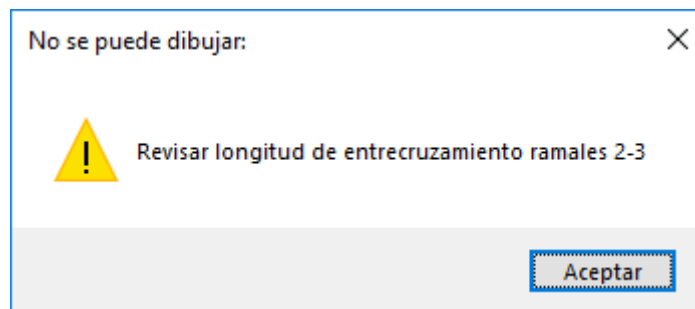 No se puede dibujar:
Revisar longitud de entrecruzamiento ramales 2-3
Aceptar